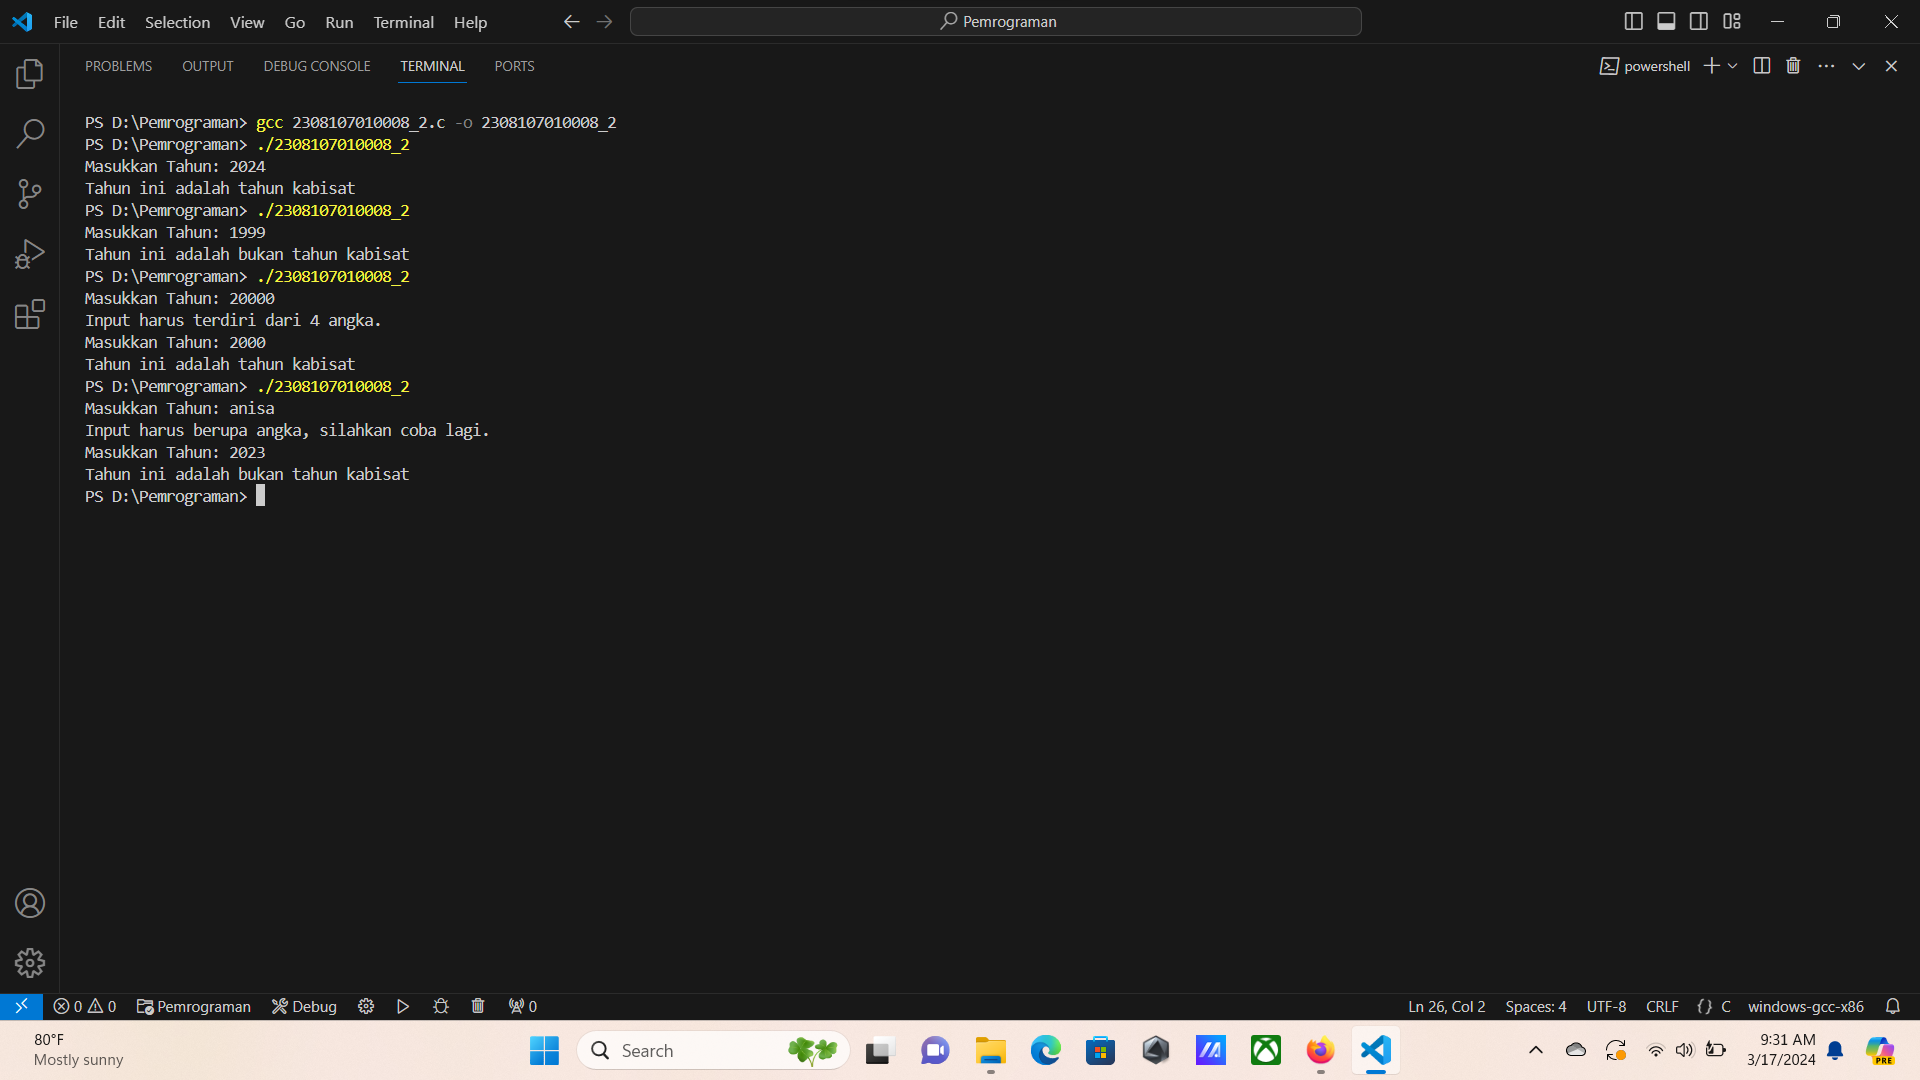 File Edit Selection View Go Run Terminal Help
Pemrograman
PROBLEMS OUTPUT DEBUG CONSOLE TERMINAL PORTS
powershell
PS D:\Pemrograman> gcc 2308107010008_2.c -o 2308107010008_2
PS D:\Pemrograman> ./2308107010008_2
Masukkan Tahun: 2024
Tahun ini adalah tahun kabisat
PS D:\Pemrograman> ./2308107010008_2
Masukkan Tahun: 1999
Tahun ini adalah bukan tahun kabisat
PS D:\Pemrograman> ./2308107010008_2
Masukkan Tahun: 20000
Input harus terdiri dari 4 angka.
Masukkan Tahun: 2000
Tahun ini adalah tahun kabisat
PS D:\Pemrograman> ./2308107010008_2
Masukkan Tahun: anisa
Input harus berupa angka, silahkan coba lagi.
Masukkan Tahun: 2023
Tahun ini adalah bukan tahun kabisat
PS D:\Pemrograman>
0 0 Pemrograman Debug 0 Ln 26, Col 2 Spaces: 4 UTF-8 CRLF {} C windows-gcc-x86
80°F
Mostly sunny
Search
9:31 AM
3/17/2024
PRE